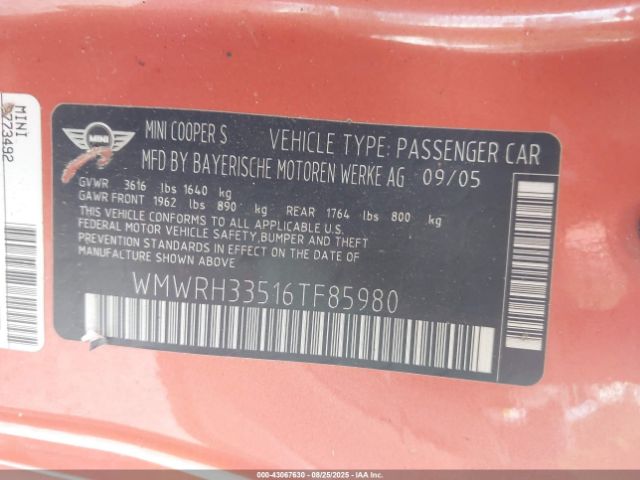 MINI
773492
MINI
MINI COOPER S VEHICLE TYPE: PASSENGER CAR
MFD BY BAYERISCHE MOTOREN WERKE AG 09/05
GVWR 3616 lbs 1640 kg
GAWR FRONT 1962 lbs 890 kg REAR 1764 lbs 800 kg
THIS VEHICLE CONFORMS TO ALL APPLICABLE U.S.
FEDERAL MOTOR VEHICLE SAFETY,BUMPER AND THEFT
PREVENTION STANDARDS IN EFFECT ON THE DATE OF
MANUFACTURE SHOWN ABOVE.
WMWRH33516TF85980
000-43067630 - 08/25/2025 - Copyright © IAA